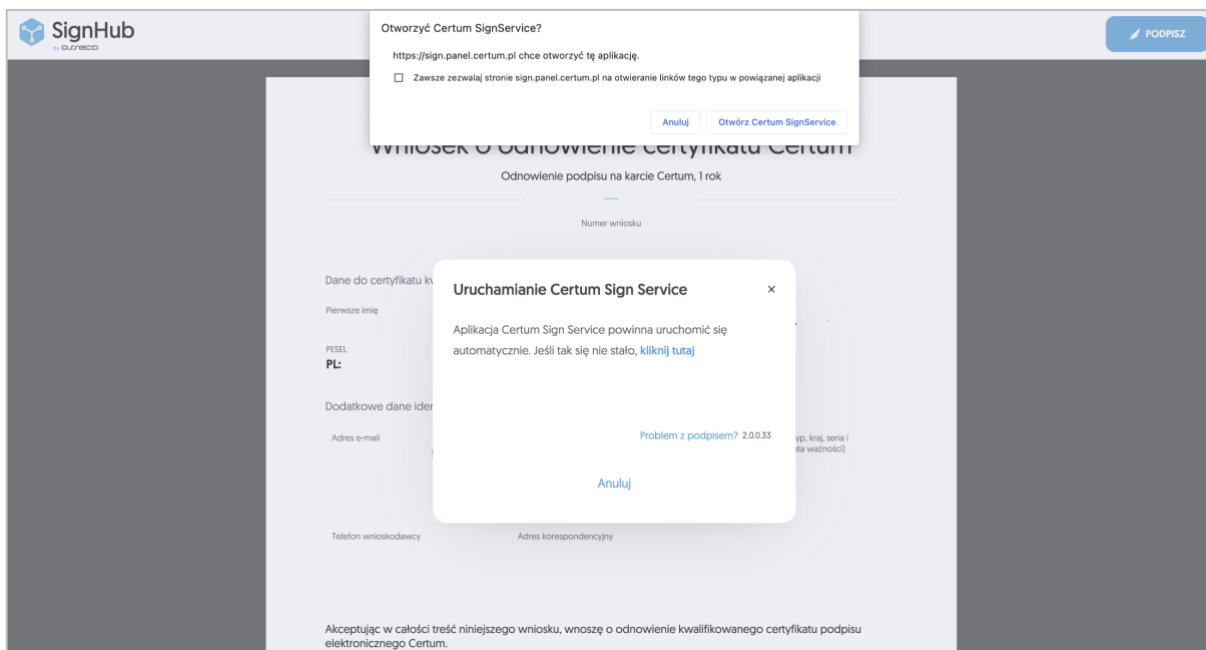 SignHub
by asseco
PODPISZ
Otworzyć Certum SignService?
https://sign.panel.certum.pl chce otworzyć tę aplikację.
Zawsze zezwalaj stronie sign.panel.certum.pl na otwieranie linków tego typu w powiązanej aplikacji
Anuluj
Otwórz Certum SignService
Wniosek o odnowienie certyfikatu Certum
Odnowienie podpisu na karcie Certum, 1 rok
Numer wniosku
Dane do certyfikatu
Pierwsze imię
PESEL
PL:
Dodatkowe dane
Adres e-mail
yp, kraj, seria i
ta ważności]
Uruchamianie Certum Sign Service
×
Aplikacja Certum Sign Service powinna uruchomić się
automatycznie. Jeśli tak się nie stało, kliknij tutaj
Problem z podpisem? 2.0.0.33
Anuluj
Telefon wnioskodawcy
Adres korespondencyjny
Akceptując w całości treść niniejszego wniosku, wnoszę o odnowienie kwalifikowanego certyfikatu podpisu
elektronicznego Certum.